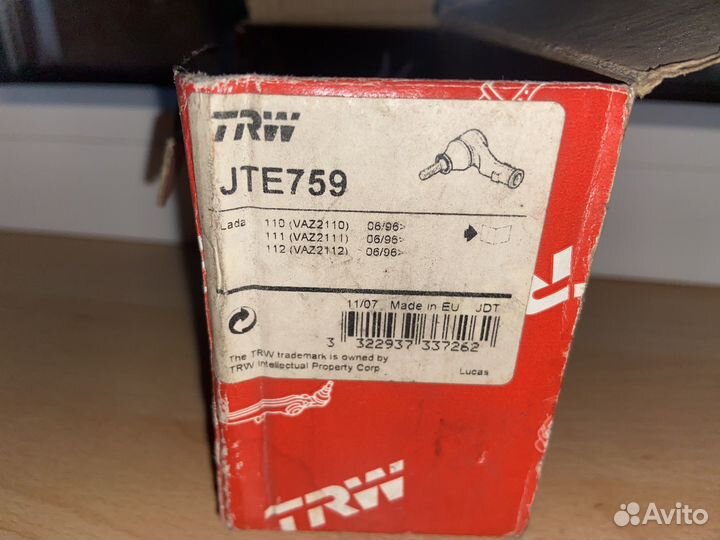 TRW
JTE759
Lada 110 (VAZ2110) 06/96>
111 (VAZ2111) 06/96>
112 (VAZ2112) 06/96>
11/07 Made in EU JDT
3 322937 337262
The TRW trademark is owned by
TRW Intellectual Property Corp
Lucas
TRW
Avito